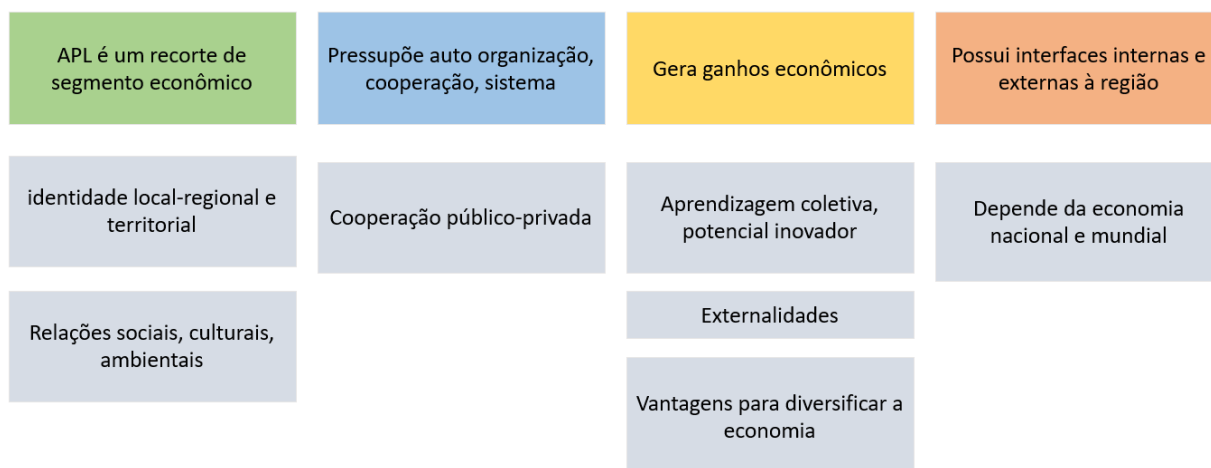 APL é um recorte de
segmento econômico
Pressupõe auto organização,
cooperação, sistema
Gera ganhos econômicos
Possui interfaces internas e
externas à região
identidade local-regional e
territorial
Cooperação público-privada
Aprendizagem coletiva,
potencial inovador
Depende da economia
nacional e mundial
Relações sociais, culturais,
ambientais
Externalidades
Vantagens para diversificar a
economia